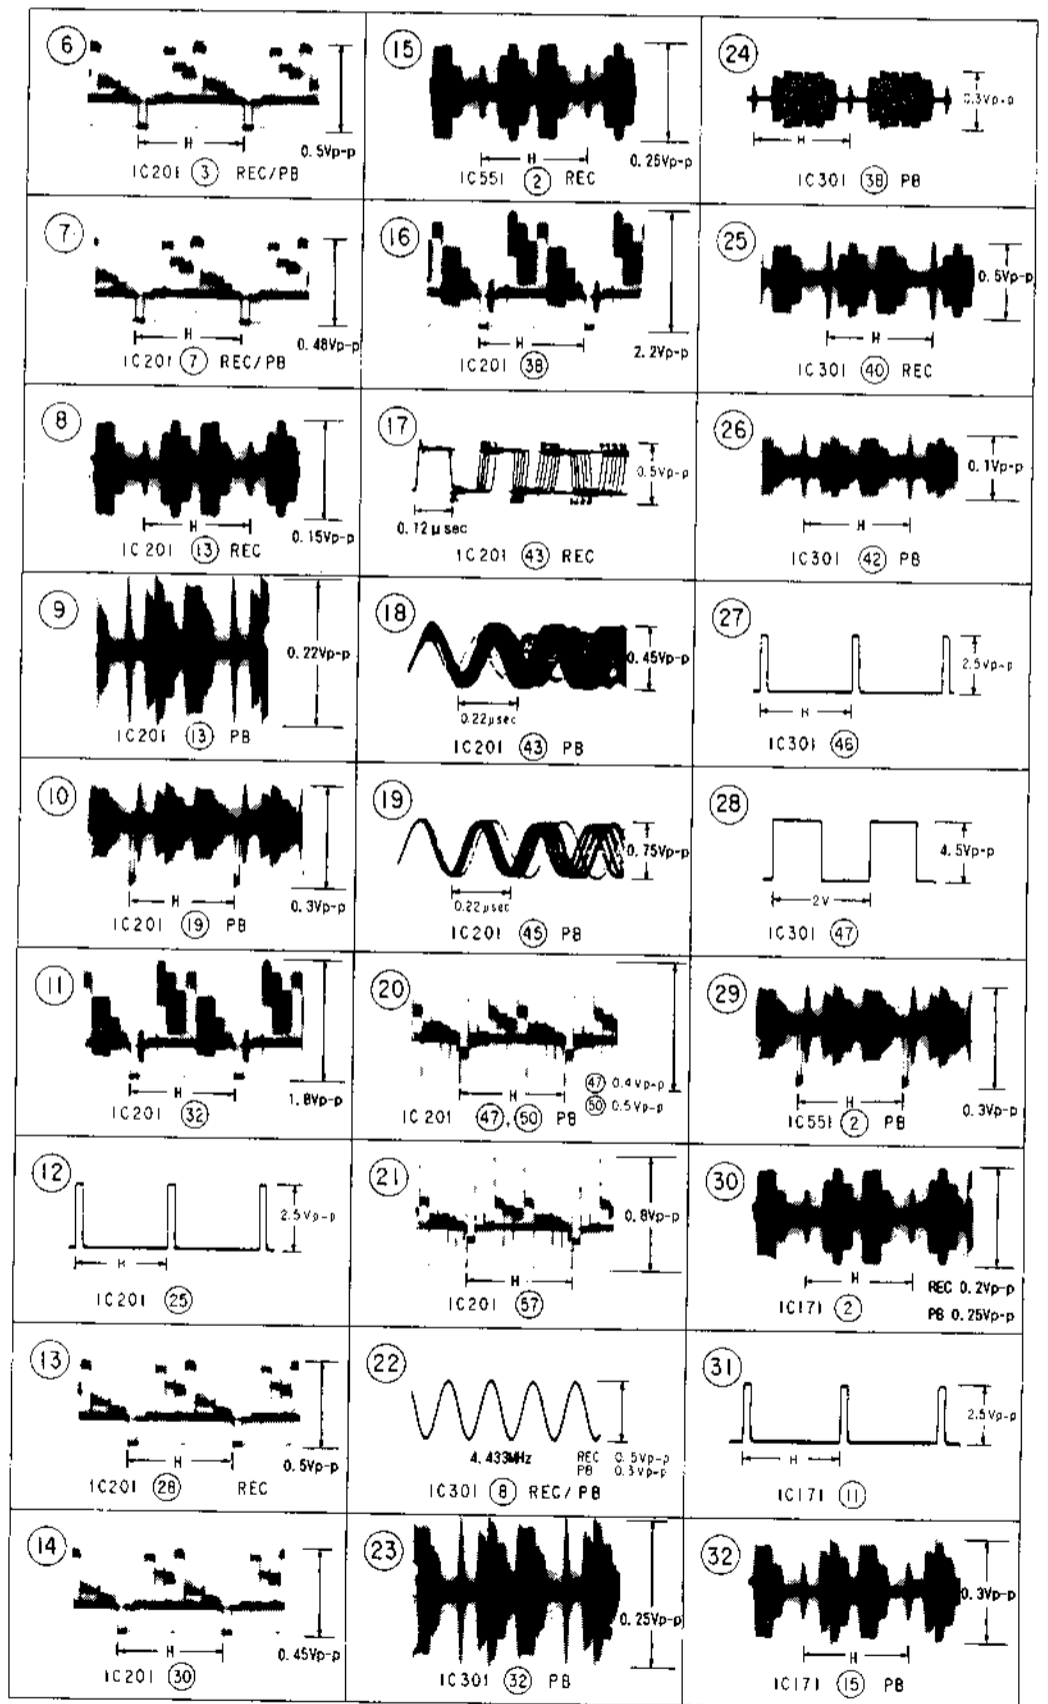 6
0.5Vp-p
H
IC201 3 REC/PB
7
0.48Vp-p
H
IC201 7 REC/PB
8
H
0.15Vp-p
IC201 13 REC
9
0.22Vp-p
IC201 13 PB
10
H
0.3Vp-p
IC201 19 PB
11
H
1.8Vp-p
IC201 32
12
2.5Vp-p
H
IC201 25
13
H
0.5Vp-p
IC201 28 REC
14
H
0.45Vp-p
IC201 30
15
H
0.25Vp-p
IC551 2 REC
16
H
2.2Vp-p
IC201 38
17
0.5Vp-p
0.12µsec
IC201 43 REC
18
0.45Vp-p
0.22µsec
IC201 43 PB
19
0.75Vp-p
0.22µsec
IC201 45 PB
20
47 0.4Vp-p
H
50 0.5Vp-p
IC201 47, 50 PB
21
0.8Vp-p
H
IC201 57
22
4.433MHz
REC 0.5Vp-p
PB 0.3Vp-p
IC301 8 REC/PB
23
0.25Vp-p
IC301 32 PB
24
0.3Vp-p
H
IC301 38 PB
25
0.5Vp-p
H
IC301 40 REC
26
0.1Vp-p
H
IC301 42 PB
27
2.5Vp-p
H
IC301 46
28
4.5Vp-p
2V
IC301 47
29
H
0.3Vp-p
IC551 2 PB
30
H
REC 0.2Vp-p
IC171 2
PB 0.25Vp-p
31
2.5Vp-p
H
IC171 11
32
0.3Vp-p
H
IC171 15 PB